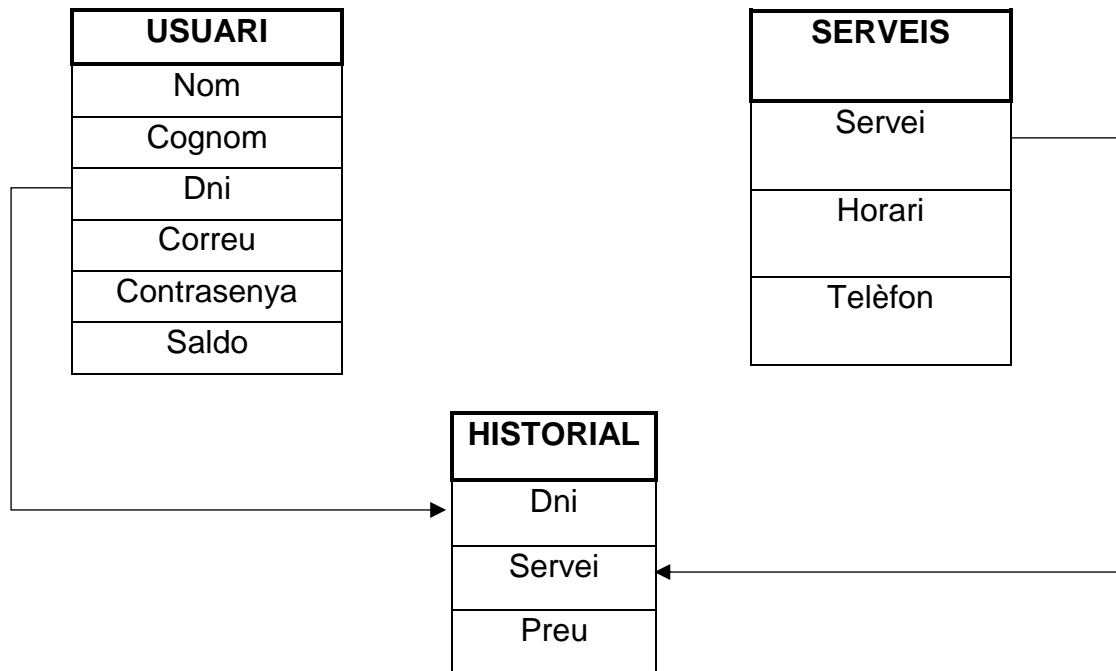 USUARI
Nom
Cognom
Dni
Correu
Contrasenya
Saldo
SERVEIS
Servei
Horari
Telèfon
HISTORIAL
Dni
Servei
Preu